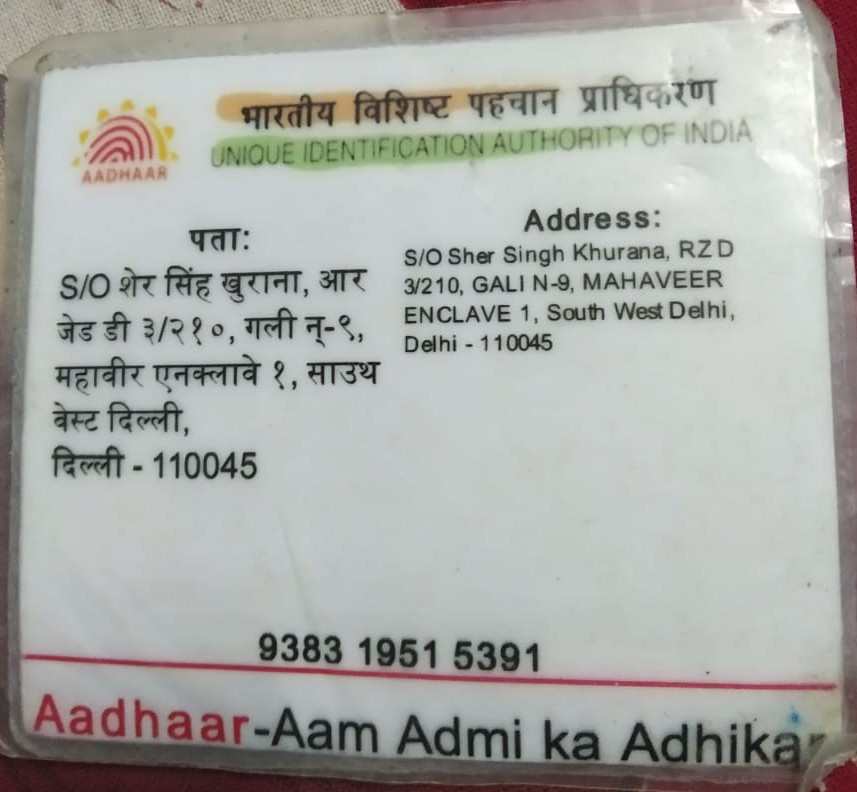 AADHAAR
भारतीय विशिष्ट पहचान प्राधिकरण
UNIQUE IDENTIFICATION AUTHORITY OF INDIA
पता:
S/O शेर सिंह खुराना, आर
जेड डी ३/२१०, गली न्-९,
महावीर एनक्लावे १, साउथ
वेस्ट दिल्ली,
दिल्ली - 110045
Address:
S/O Sher Singh Khurana, RZ D
3/210, GALI N-9, MAHAVEER
ENCLAVE 1, South West Delhi,
Delhi - 110045
9383 1951 5391
Aadhaar-Aam Admi ka Adhikar